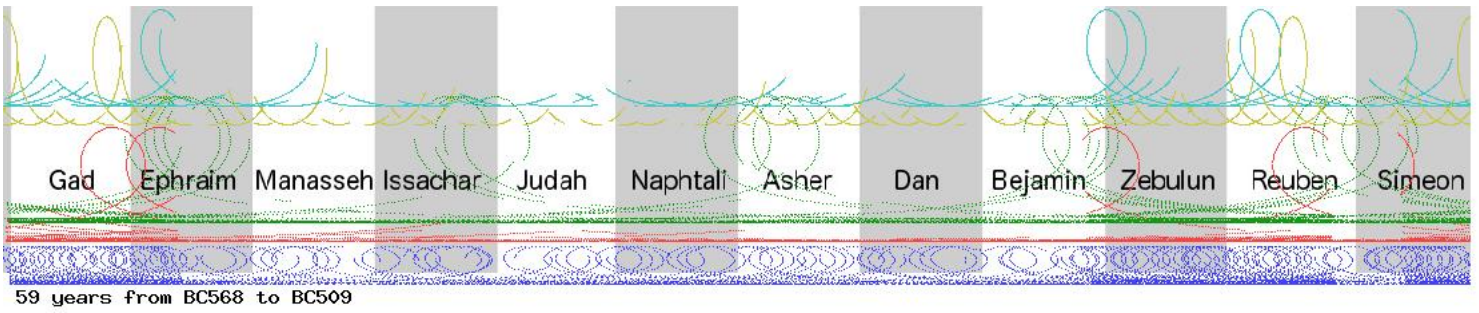 Gad Ephraim Manasseh Issachar Judah Naphtali Asher Dan Bejamin Zebulun Reuben Simeon
59 years from BC568 to BC509